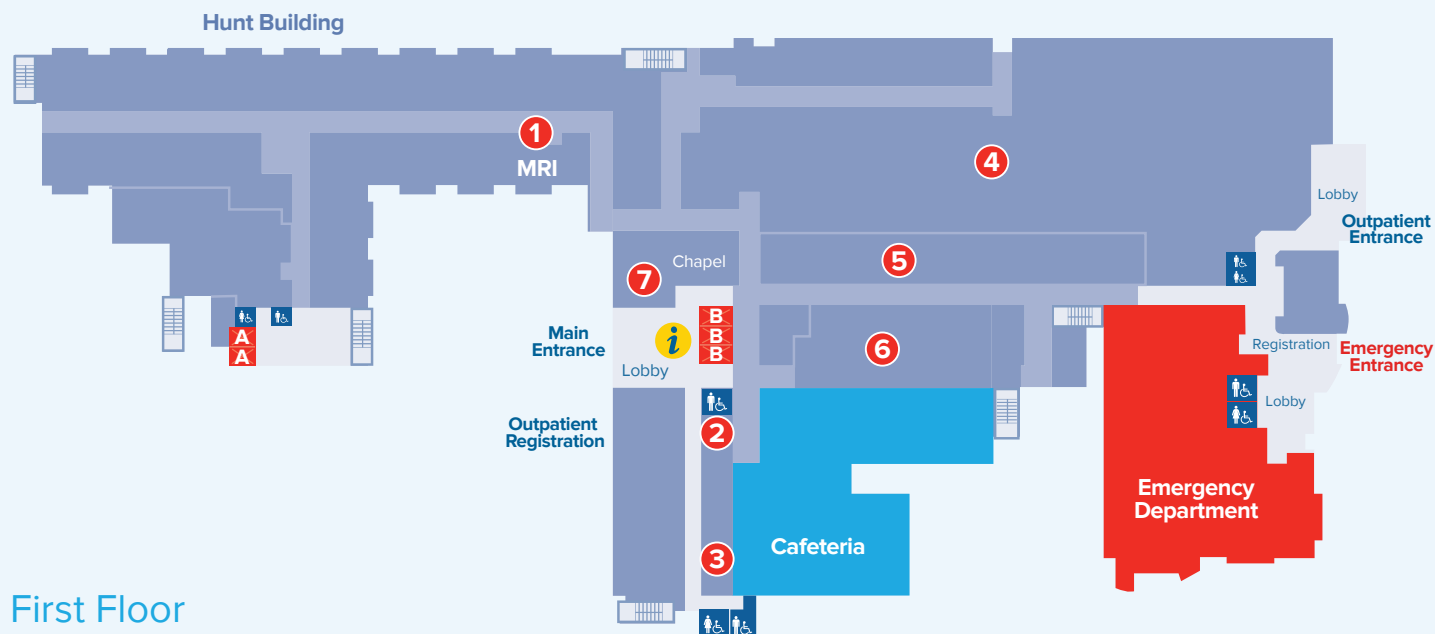 Hunt Building
1
MRI
4
Lobby
Outpatient
Entrance
5
Chapel
7
A
A
Main
Entrance
i
B
B
B
Lobby
6
Registration
Emergency
Entrance
Lobby
Outpatient
Registration
2
3
Cafeteria
Emergency
Department
First Floor